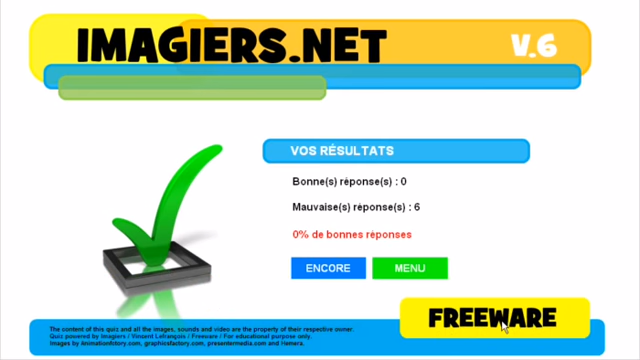 IMAGIERS.NET
V.6
VOS RÉSULTATS
Bonne(s) réponse(s) : 0
Mauvaise(s) réponse(s) : 6
0% de bonnes réponses
ENCORE
MENU
FREEWARE
The content of this quiz and all the images, sounds and video are the property of their respective owner.
Quiz powered by Imagiers / Vincent Lefrançois / Freeware / For educational purpose only.
Images by Animationfatory.com, graphicsfactory.com, presentermedia.com and Hemera.